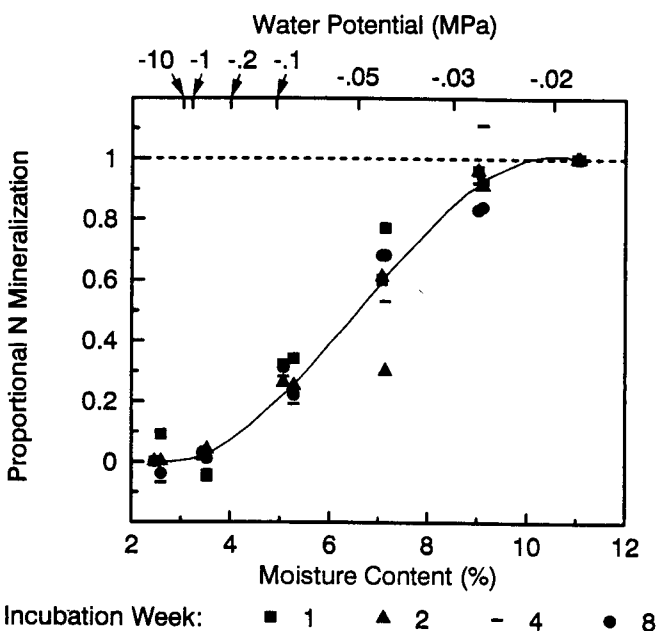 Water Potential (MPa)
-10 -1 -.2 -.1 -.05 -.03 -.02
Proportional N Mineralization
1
0.8
0.6
0.4
0.2
0
2 4 6 8 10 12
Moisture Content (%)
Incubation Week: ■ 1 ▲ 2 – 4 ● 8